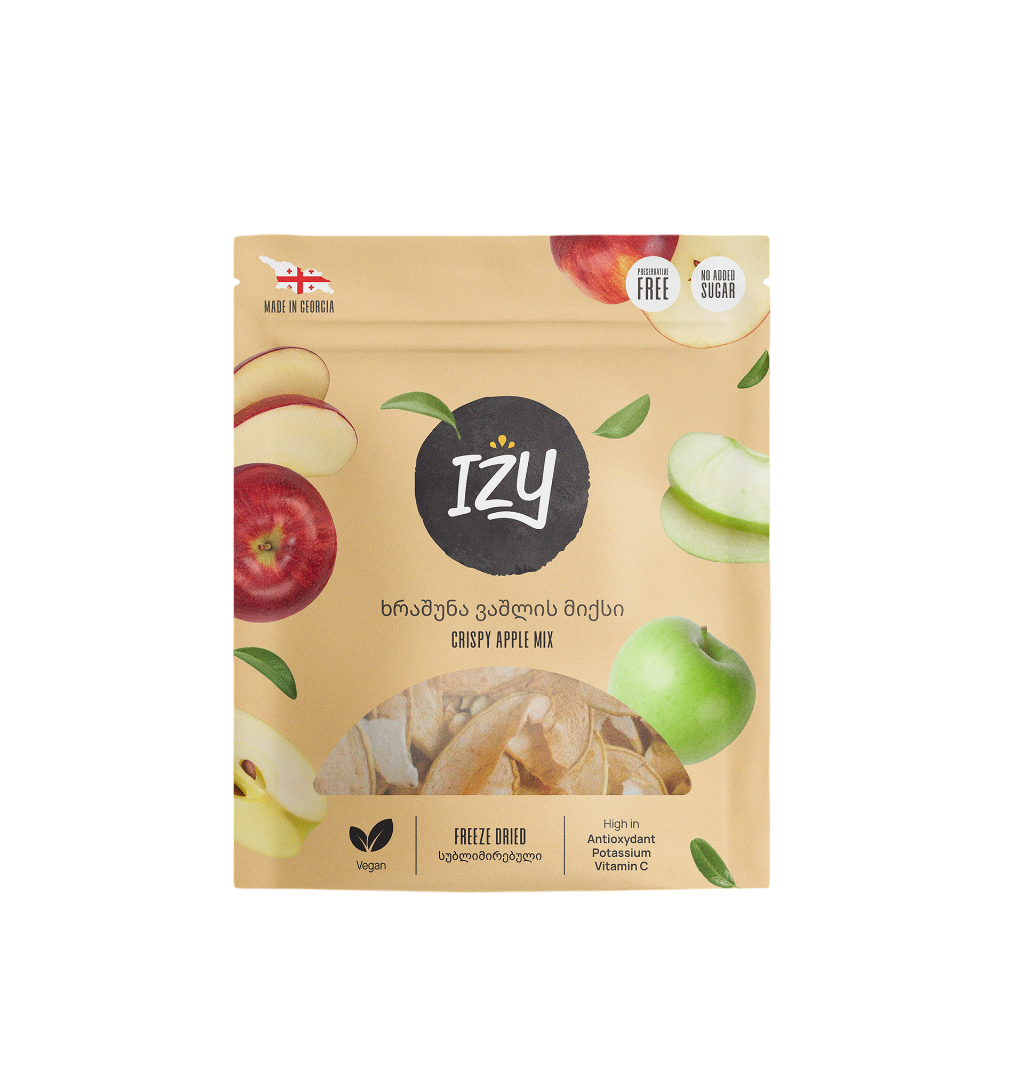 MADE IN GEORGIA
PRESERVATIVE
FREE
NO ADDED
SUGAR
IZY
ხრაშუნა ვაშლის მიქსი
CRISPY APPLE MIX
Vegan
FREEZE DRIED
სუბლიმირებული
High in
Antioxydant
Potassium
Vitamin C